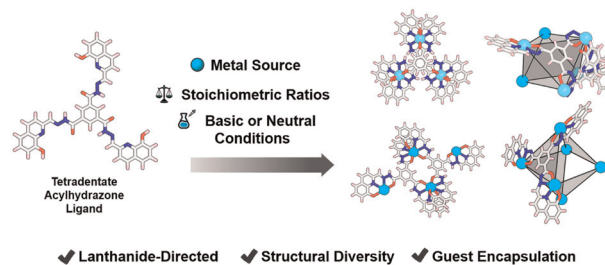 Metal Source
Stoichiometric Ratios
Basic or Neutral
Conditions
Tetradentate
Acylhydrazone
Ligand
Lanthanide-Directed
Structural Diversity
Guest Encapsulation